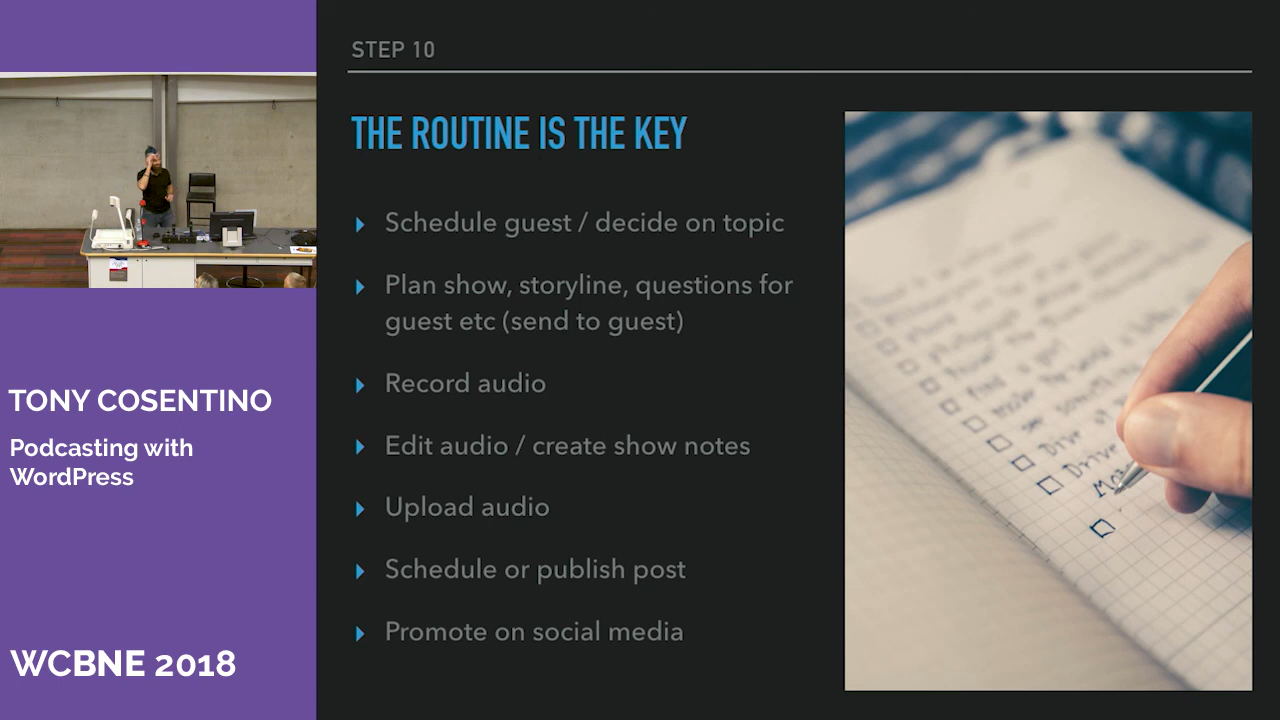 STEP 10
THE ROUTINE IS THE KEY
Schedule guest / decide on topic
Plan show, storyline, questions for
guest etc (send to guest)
Record audio
Edit audio / create show notes
Upload audio
Schedule or publish post
Promote on social media
TONY COSENTINO
Podcasting with
WordPress
WCBNE 2018